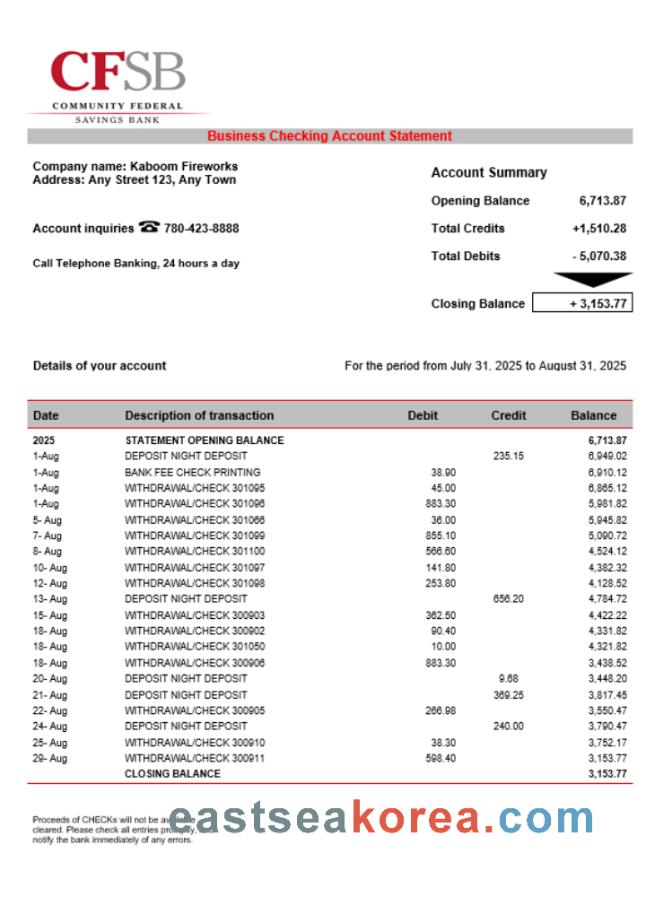 CFSB
COMMUNITY FEDERAL
SAVINGS BANK
Business Checking Account Statement
Company name: Kaboom Fireworks
Address: Any Street 123, Any Town
Account inquiries ☎ 780-423-8888
Call Telephone Banking, 24 hours a day
Account Summary
Opening Balance 6,713.87
Total Credits +1,510.28
Total Debits - 5,070.38
Closing Balance + 3,153.77
Details of your account For the period from July 31, 2025 to August 31, 2025
Date Description of transaction Debit Credit Balance
2025 STATEMENT OPENING BALANCE 6,713.87
1-Aug DEPOSIT NIGHT DEPOSIT 235.15 6,949.02
1-Aug BANK FEE CHECK PRINTING 38.90 6,910.12
1-Aug WITHDRAWAL/CHECK 301095 45.00 6,865.12
1-Aug WITHDRAWAL/CHECK 301096 883.30 5,981.82
5- Aug WITHDRAWAL/CHECK 301066 36.00 5,945.82
7- Aug WITHDRAWAL/CHECK 301099 855.10 5,090.72
8- Aug WITHDRAWAL/CHECK 301100 566.60 4,524.12
10- Aug WITHDRAWAL/CHECK 301097 141.80 4,382.32
12- Aug WITHDRAWAL/CHECK 301098 253.80 4,128.52
13- Aug DEPOSIT NIGHT DEPOSIT 656.20 4,784.72
15- Aug WITHDRAWAL/CHECK 300903 362.50 4,422.22
18- Aug WITHDRAWAL/CHECK 300902 90.40 4,331.82
18- Aug WITHDRAWAL/CHECK 301050 10.00 4,321.82
18- Aug WITHDRAWAL/CHECK 300906 883.30 3,438.52
20- Aug DEPOSIT NIGHT DEPOSIT 9.68 3,448.20
21- Aug DEPOSIT NIGHT DEPOSIT 369.25 3,817.45
22- Aug WITHDRAWAL/CHECK 300905 266.98 3,550.47
24- Aug DEPOSIT NIGHT DEPOSIT 240.00 3,790.47
25- Aug WITHDRAWAL/CHECK 300910 38.30 3,752.17
29- Aug WITHDRAWAL/CHECK 300911 598.40 3,153.77
CLOSING BALANCE 3,153.77
Proceeds of CHECKs will not be
cleared. Please check all entries
notify the bank immediately of any errors.
eastseakorea.com